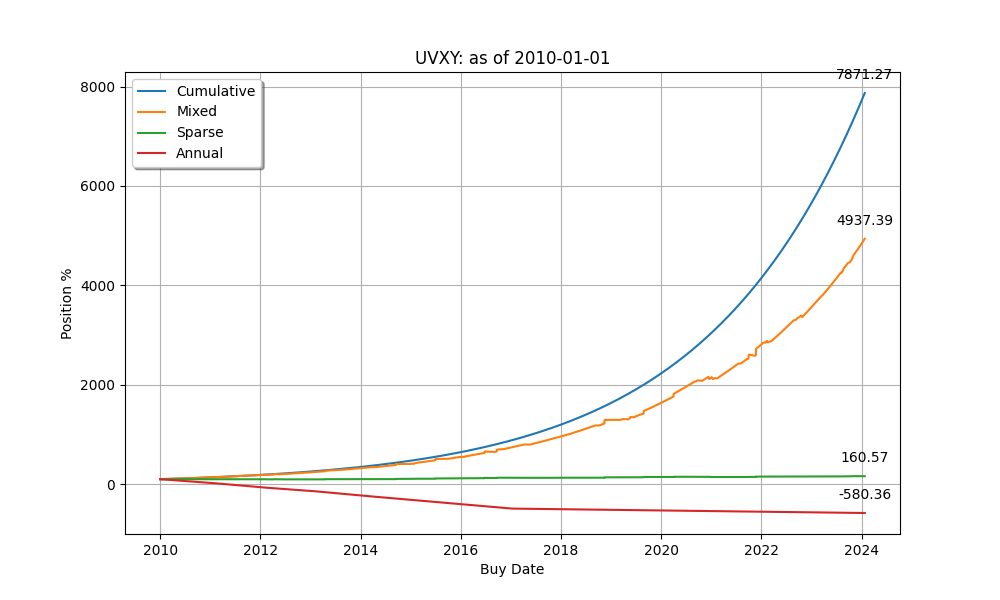 UVXY: as of 2010-01-01
7871.27
8000
Cumulative
Mixed
Sparse
Annual
6000
4937.39
4000
2000
160.57
0
-580.36
Position %
2010 2012 2014 2016 2018 2020 2022 2024
Buy Date